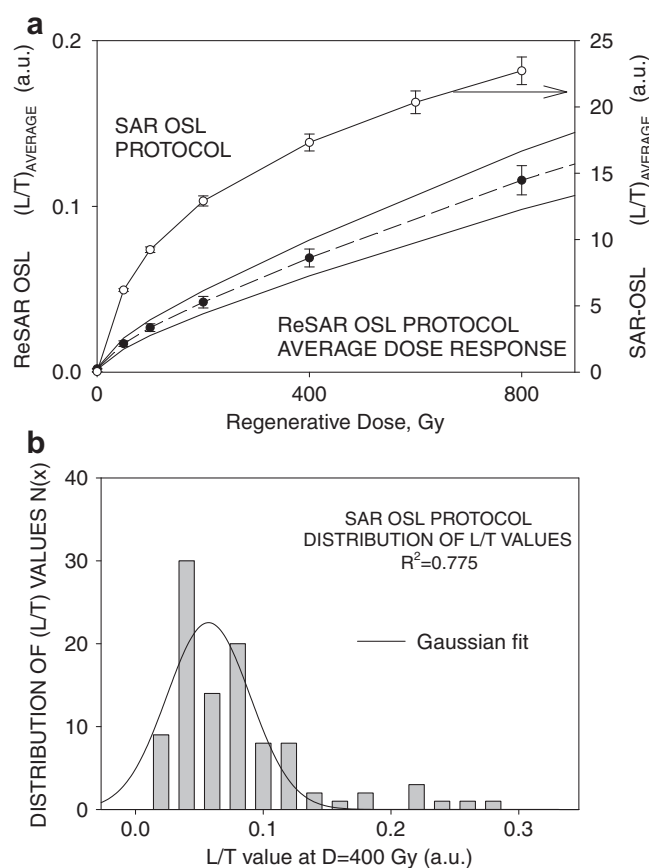 a
0.2
0.1
0.0
ReSAR OSL (L/T)AVERAGE (a.u.)
25
20
15
10
5
0
SAR-OSL (L/T)AVERAGE (a.u.)
SAR OSL
PROTOCOL
ReSAR OSL PROTOCOL
AVERAGE DOSE RESPONSE
0 400 800
Regenerative Dose, Gy
b
40
30
20
10
0
DISTRIBUTION OF (L/T) VALUES N(x)
SAR OSL PROTOCOL
DISTRIBUTION OF L/T VALUES
R²=0.775
Gaussian fit
0.0 0.1 0.2 0.3
L/T value at D=400 Gy (a.u.)